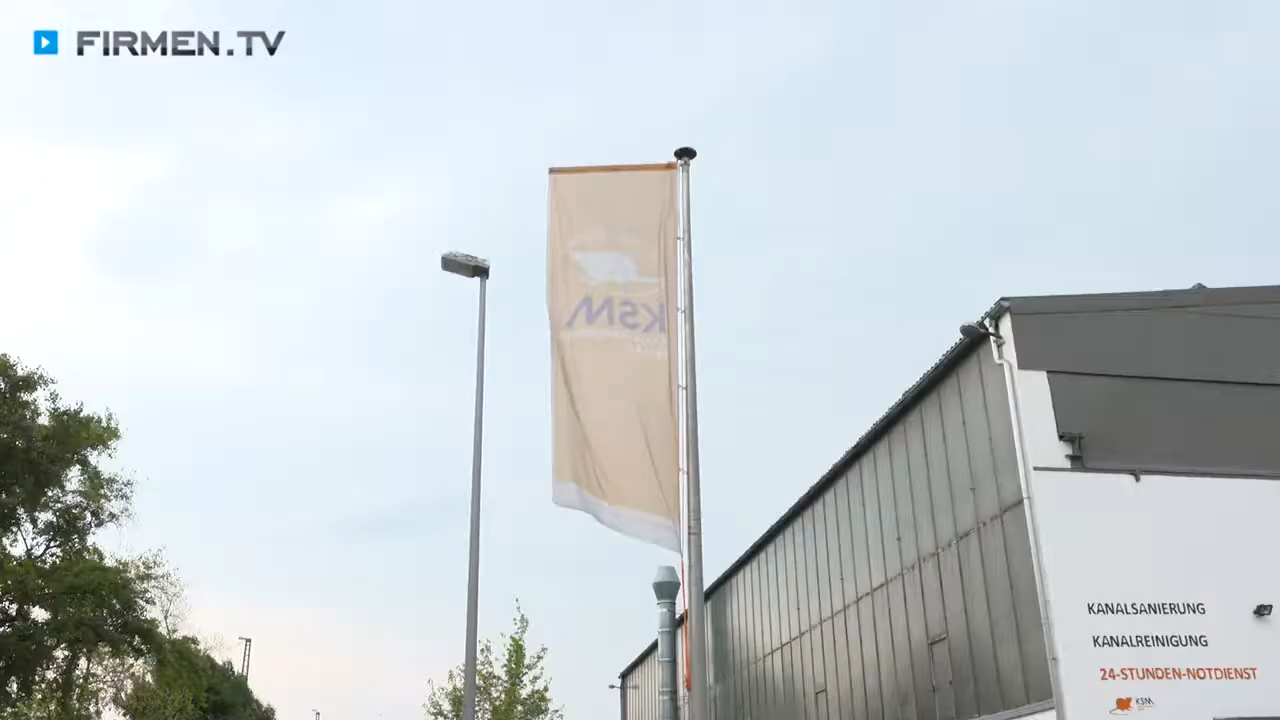 FIRMEN.TV
KSM
KANALSANIERUNG
KANALREINIGUNG
24-STUNDEN-NOTDIENST
KSM